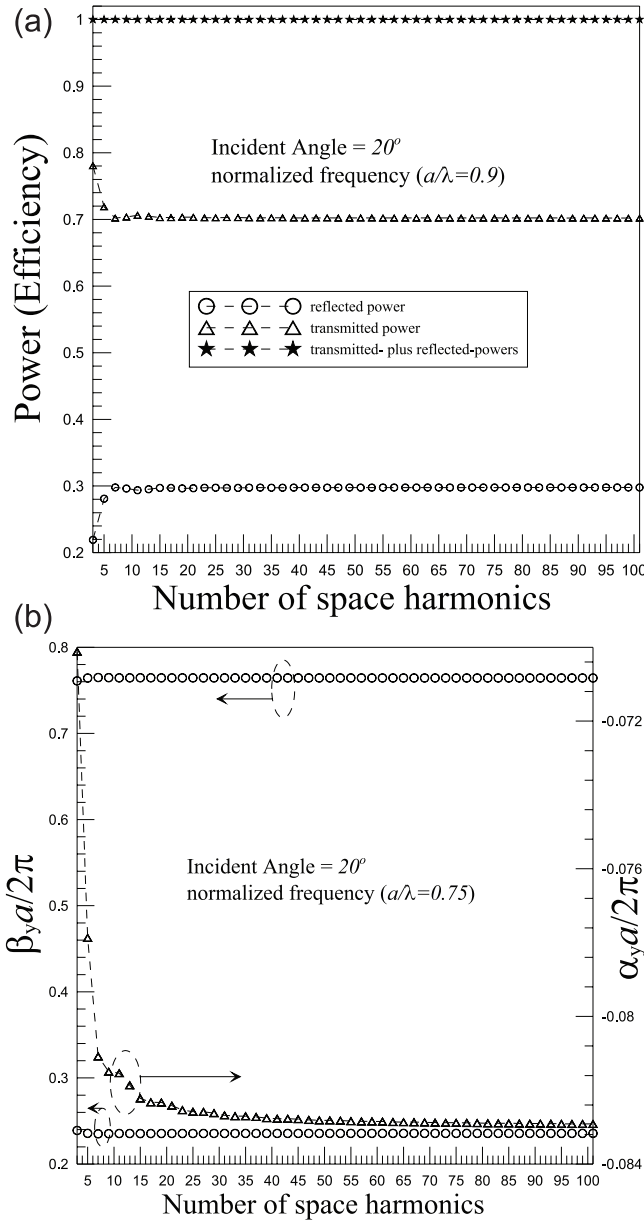 (a)
1
0.9
0.8
0.7
0.6
0.5
0.4
0.3
0.2
Power (Efficiency)
Incident Angle = 20°
normalized frequency (a/λ=0.9)
reflected power
transmitted power
transmitted- plus reflected-powers
5 10 15 20 25 30 35 40 45 50 55 60 65 70 75 80 85 90 95 100
Number of space harmonics
(b)
0.8
0.7
0.6
0.5
0.4
0.3
0.2
βya/2π
Incident Angle = 20°
normalized frequency (a/λ=0.75)
-0.072
-0.076
-0.08
-0.084
αya/2π
5 10 15 20 25 30 35 40 45 50 55 60 65 70 75 80 85 90 95 100
Number of space harmonics